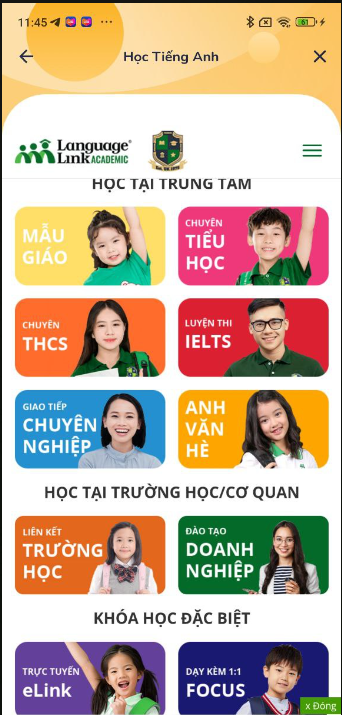 11:45
61
Học Tiếng Anh
Language
Link ACADEMIC
HỌC TẠI TRUNG TÂM
MẪU
GIÁO
CHUYÊN
TIỂU
HỌC
CHUYÊN
THCS
LUYỆN THI
IELTS
GIAO TIẾP
CHUYÊN
NGHIỆP
ANH
VĂN
HÈ
HỌC TẠI TRƯỜNG HỌC/CƠ QUAN
LIÊN KẾT
TRƯỜNG
HỌC
ĐÀO TẠO
DOANH
NGHIỆP
KHÓA HỌC ĐẶC BIỆT
TRỰC TUYẾN
eLink
DẠY KÈM 1:1
FOCUS
x Đóng